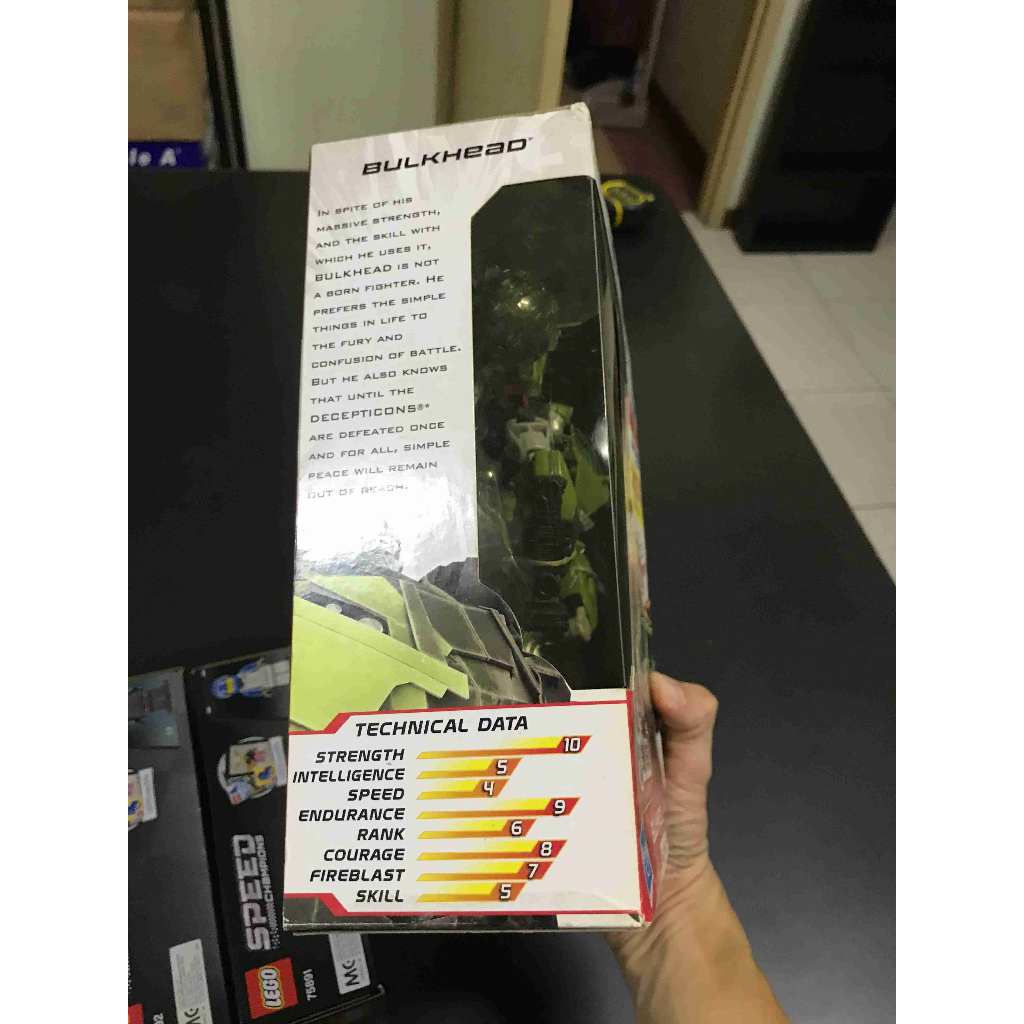 le A
BULKHEAD
IN SPITE OF HIS
MASSIVE STRENGTH,
AND THE SKILL WITH
WHICH HE USES IT,
BULKHEAD IS NOT
A BORN FIGHTER. HE
PREFERS THE SIMPLE
THINGS IN LIFE TO
THE FURY AND
CONFUSION OF BATTLE.
BUT HE ALSO KNOWS
THAT UNTIL THE
DECEPTICONS®*
ARE DEFEATED ONCE
AND FOR ALL, SIMPLE
PEACE WILL REMAIN
OUT OF REACH.
TECHNICAL DATA
STRENGTH 10
INTELLIGENCE 5
SPEED 4
ENDURANCE 9
RANK 6
COURAGE 8
FIREBLAST 7
SKILL 5
SPEED
CHAMPIONS
LEGO
75891